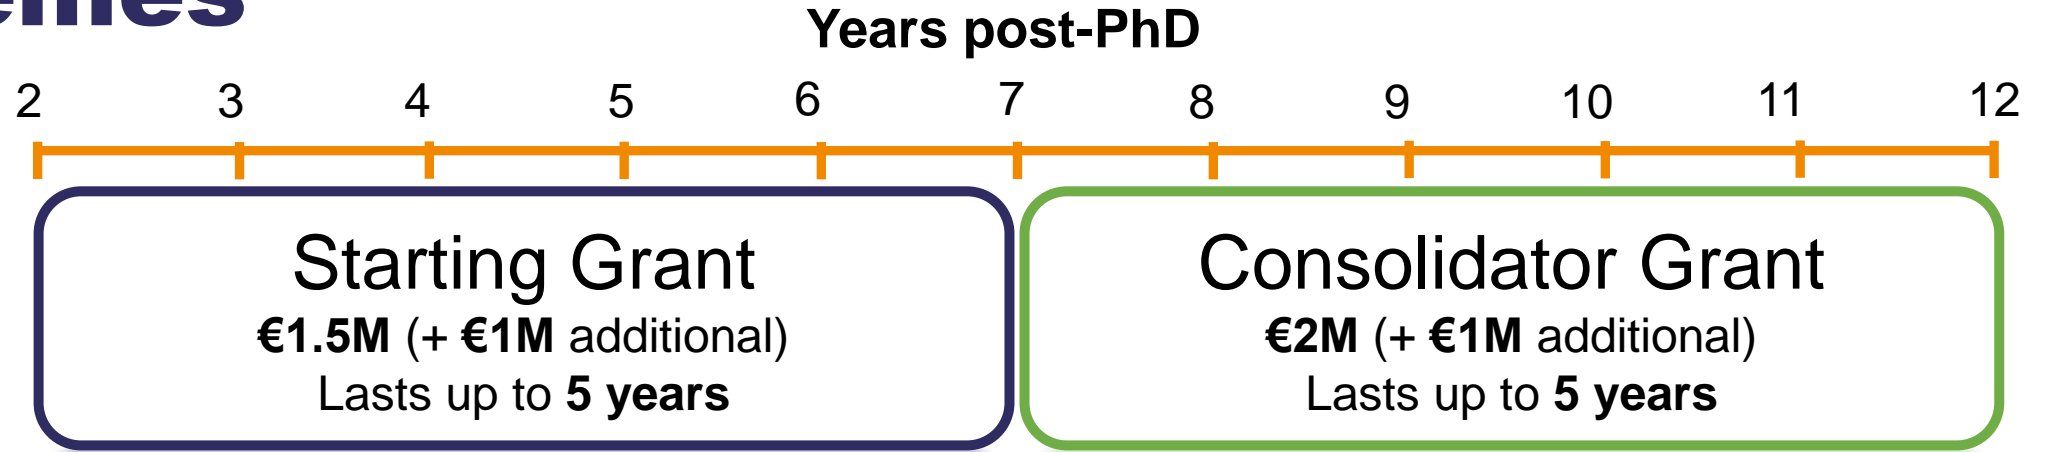 Years post-PhD
2 3 4 5 6 7 8 9 10 11 12
Starting Grant
€1.5M (+ €1M additional)
Lasts up to 5 years
Consolidator Grant
€2M (+ €1M additional)
Lasts up to 5 years